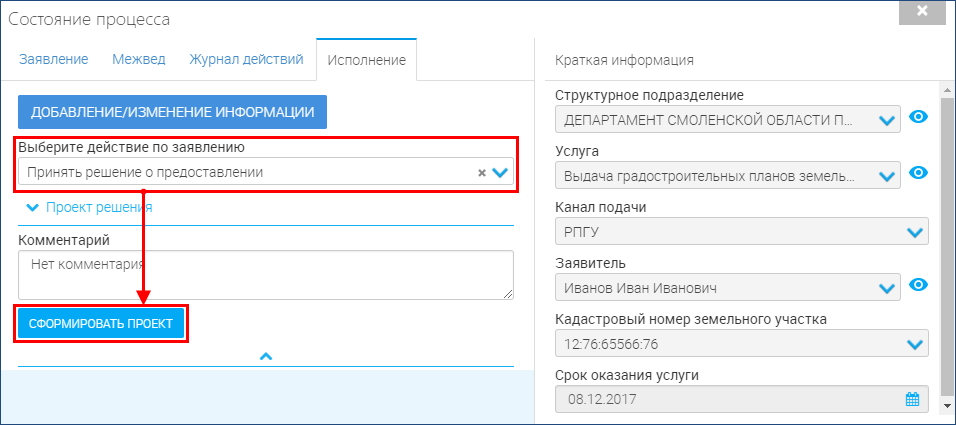 Состояние процесса
Заявление
Межвед
Журнал действий
Исполнение
ДОБАВЛЕНИЕ/ИЗМЕНЕНИЕ ИНФОРМАЦИИ
Выберите действие по заявлению
Принять решение о предоставлении
Проект решения
Комментарий
Нет комментария
СФОРМИРОВАТЬ ПРОЕКТ
Краткая информация
Структурное подразделение
ДЕПАРТАМЕНТ СМОЛЕНСКОЙ ОБЛАСТИ П...
Услуга
Выдача градостроительных планов земель...
Канал подачи
РПГУ
Заявитель
Иванов Иван Иванович
Кадастровый номер земельного участка
12:76:65566:76
Срок оказания услуги
08.12.2017